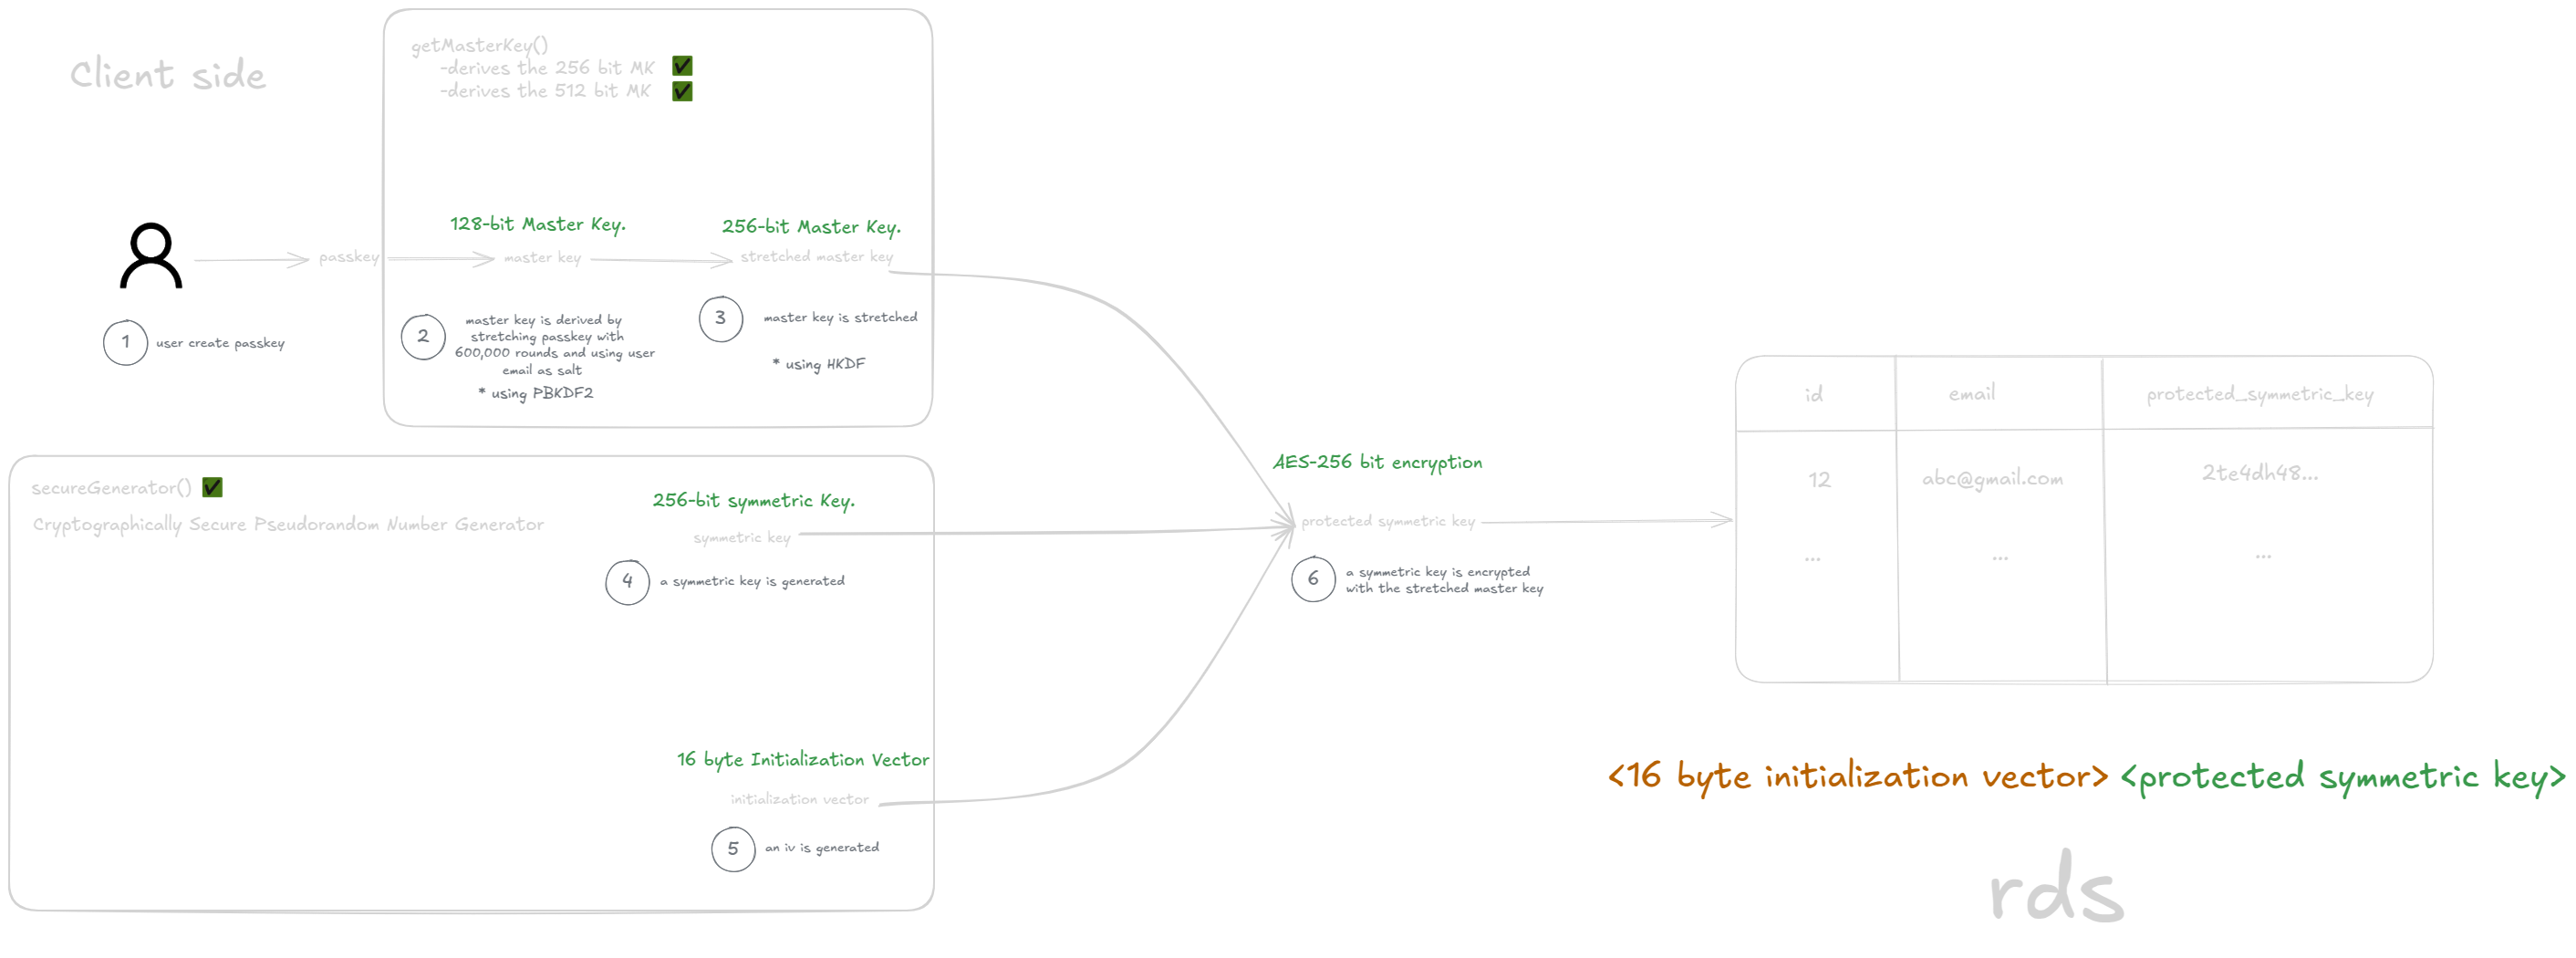 Client side
getMasterKey()
-derives the 256 bit MK
-derives the 512 bit MK
128-bit Master Key.
256-bit Master Key.
passkey
master key
stretched master key
1
user create passkey
2
master key is derived by
stretching passkey with
600,000 rounds and using user
email as salt
* using PBKDF2
3
master key is stretched
* using HKDF
secureGenerator()
Cryptographically Secure Pseudorandom Number Generator
256-bit symmetric Key.
symmetric key
4
a symmetric key is generated
16 byte Initialization Vector
initialization vector
5
an iv is generated
AES-256 bit encryption
protected symmetric key
6
a symmetric key is encrypted
with the stretched master key
id email protected_symmetric_key
12 abc@gmail.com 2te4dh48...
... ... ...
<16 byte initialization vector> <protected symmetric key>
rds